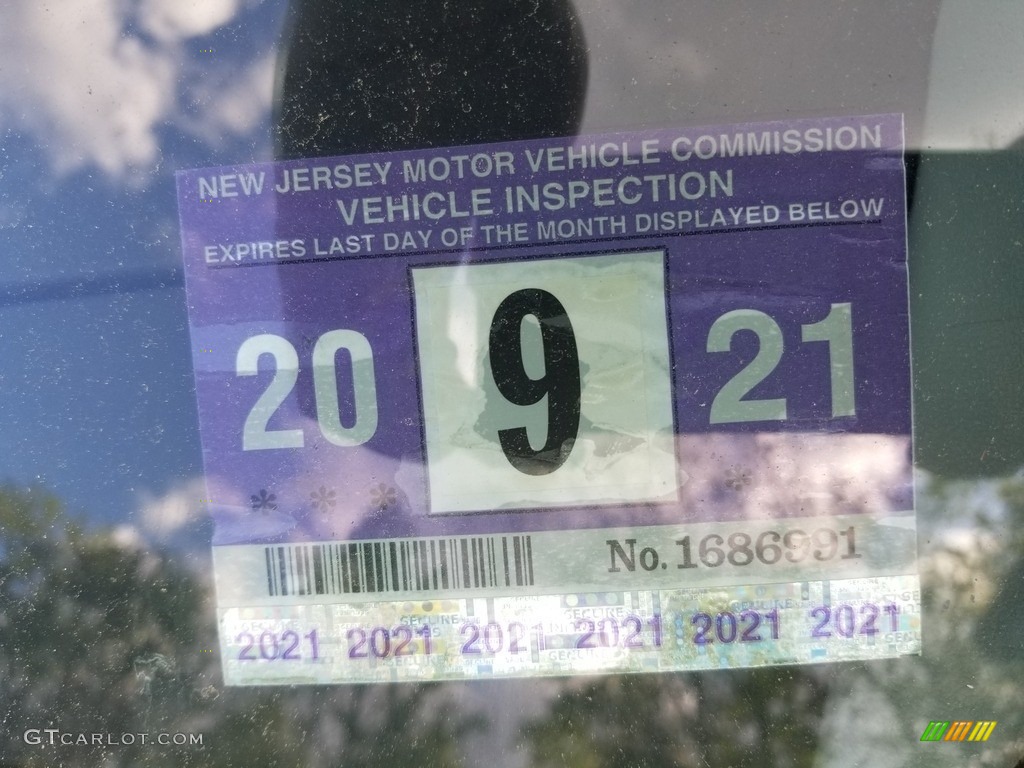 NEW JERSEY MOTOR VEHICLE COMMISSION
VEHICLE INSPECTION
EXPIRES LAST DAY OF THE MONTH DISPLAYED BELOW
20 9 21
* * * *
No. 1686991
2021 2021 2021 2021 2021 2021
GTCARLOT.COM